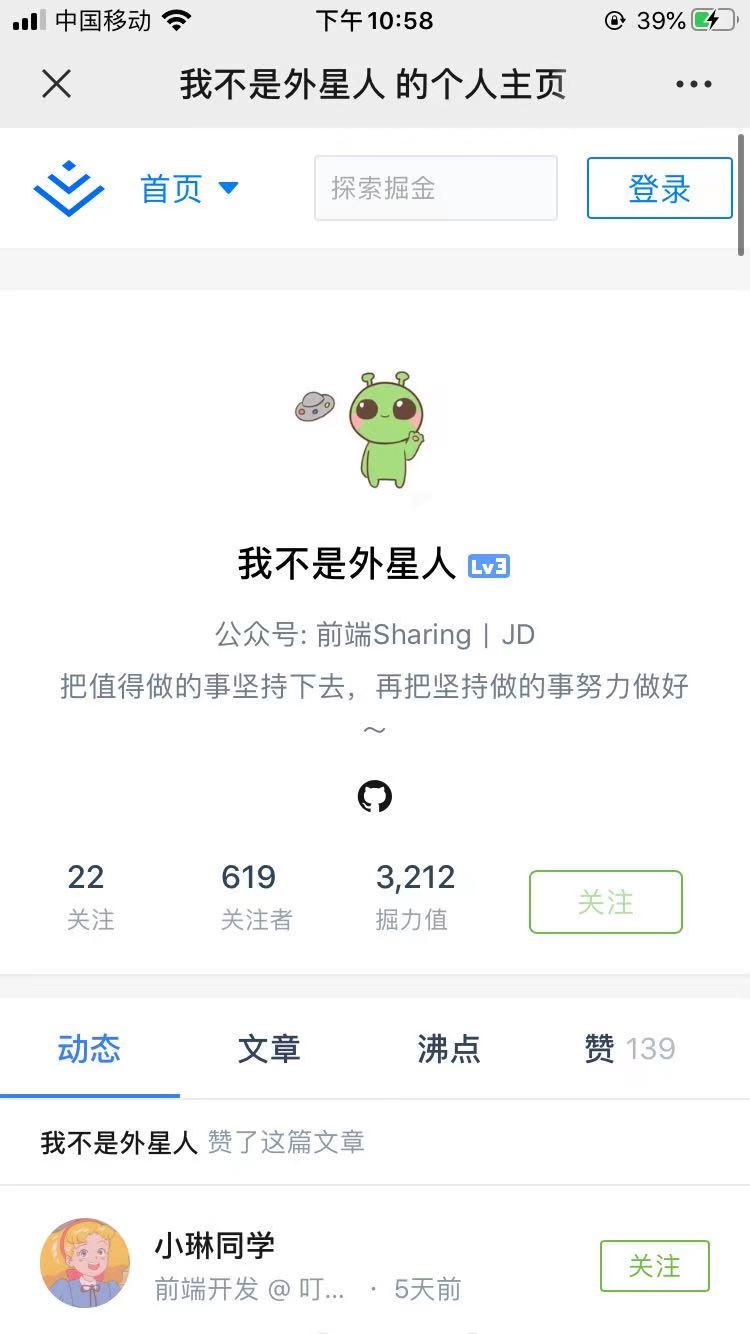 中国移动 下午10:58 39%
我不是外星人 的个人主页
首页 探索掘金 登录
我不是外星人 Lv3
公众号: 前端Sharing | JD
把值得做的事坚持下去，再把坚持做的事努力做好
～
22 619 3,212
关注 关注者 掘力值 关注
动态 文章 沸点 赞 139
我不是外星人 赞了这篇文章
小琳同学
前端开发 @ 叮... · 5天前 关注